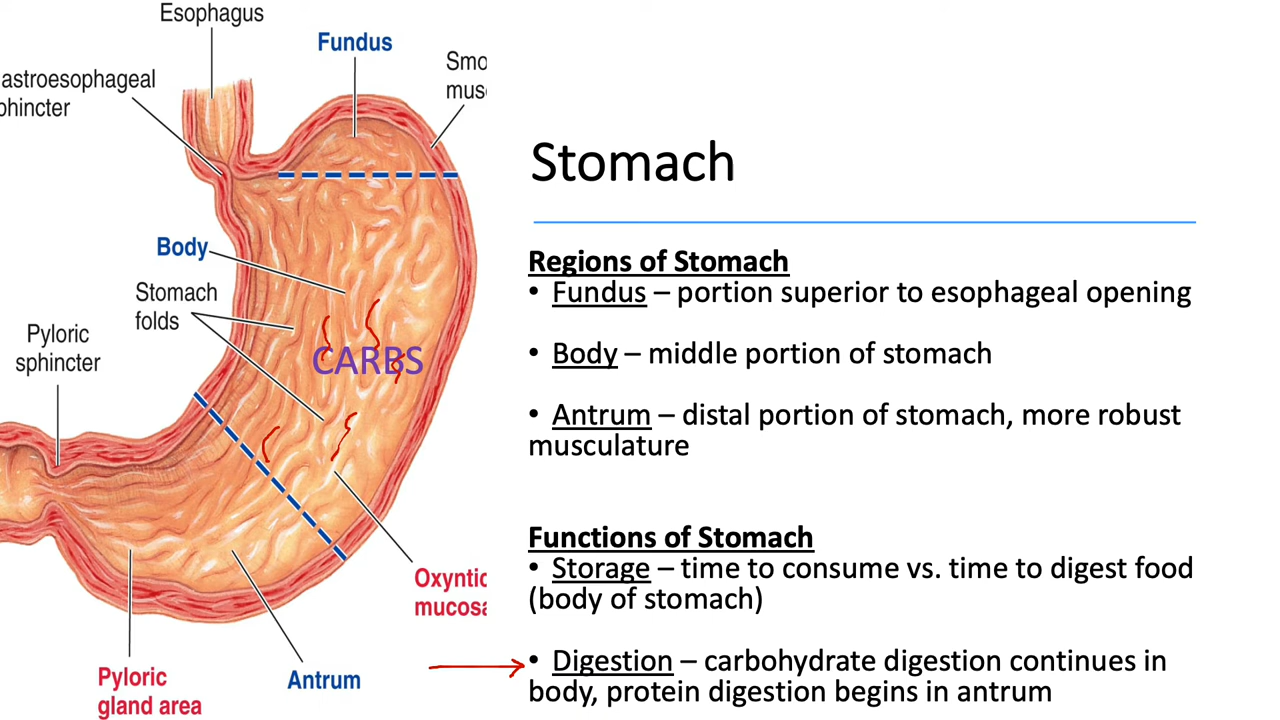 Esophagus
Fundus
astroesophageal
phincter
Smo
mus
Body
Stomach
folds
Pyloric
sphincter
CARBS
Oxyntic
mucosa
Pyloric
gland area
Antrum
Stomach
Regions of Stomach
• Fundus – portion superior to esophageal opening
• Body – middle portion of stomach
• Antrum – distal portion of stomach, more robust
musculature
Functions of Stomach
• Storage – time to consume vs. time to digest food
(body of stomach)
• Digestion – carbohydrate digestion continues in
body, protein digestion begins in antrum